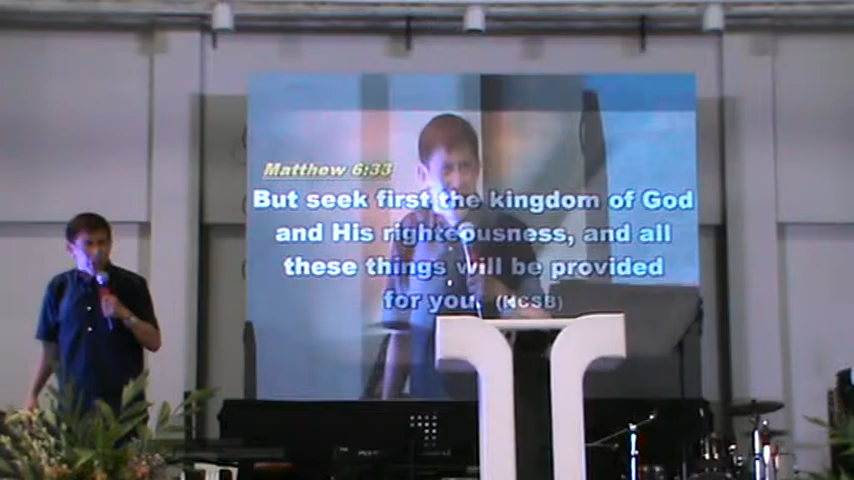 Matthew 6:33
But seek first the kingdom of God
and His righteousness, and all
these things will be provided
for you. (HCSB)